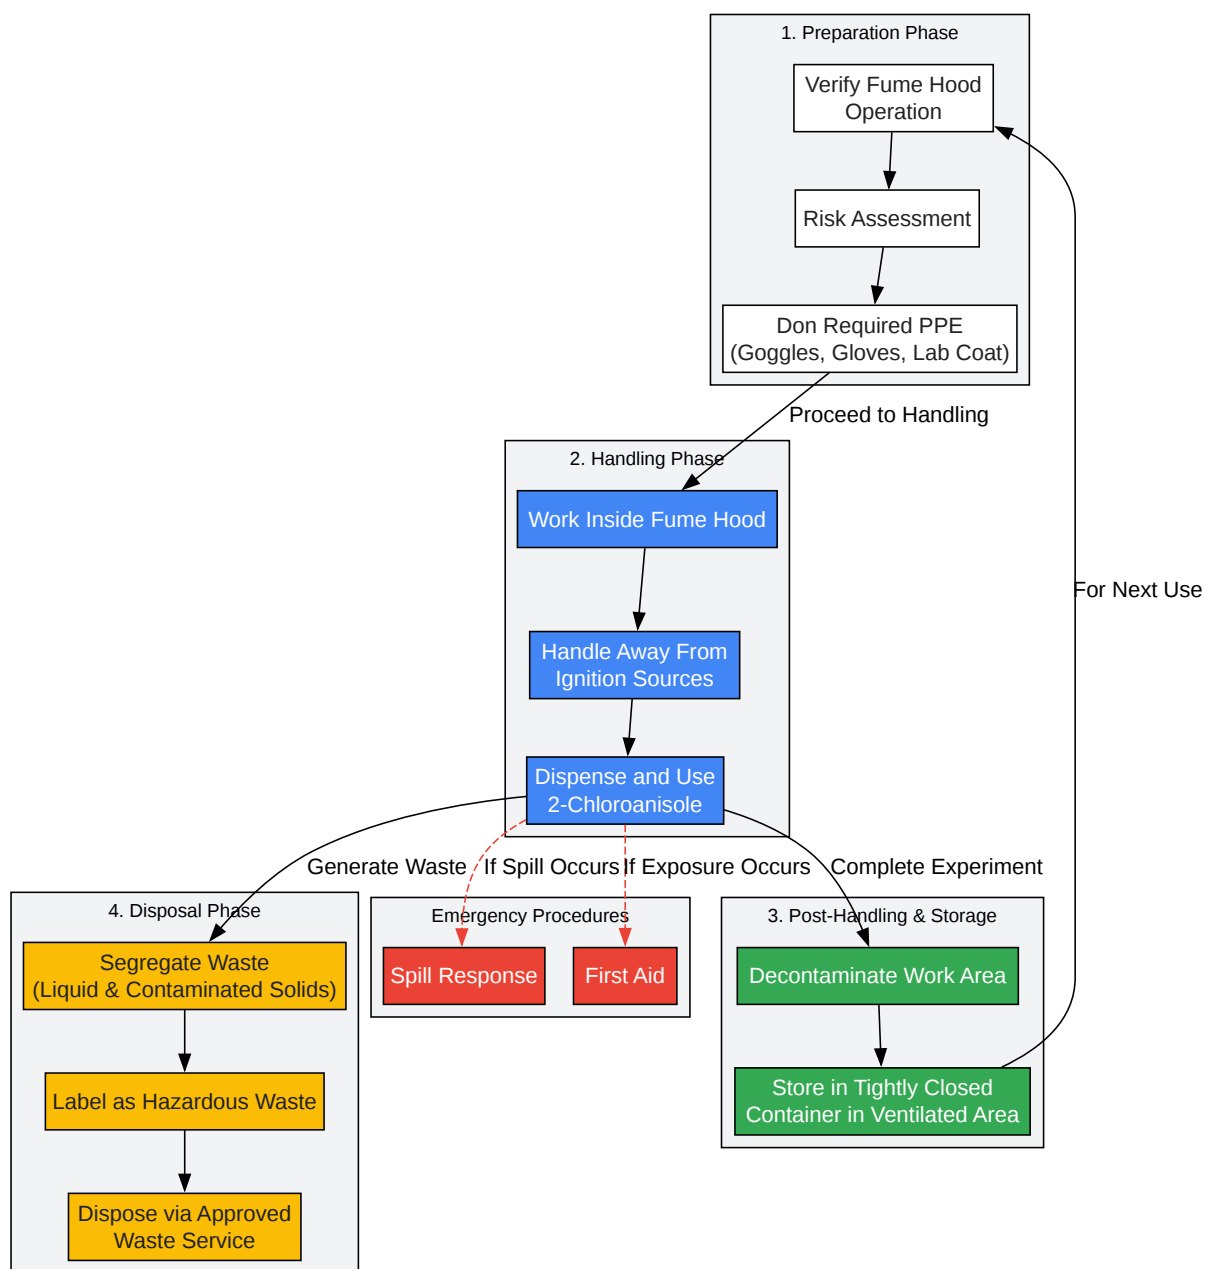 1. Preparation Phase
Verify Fume Hood
Operation
Risk Assessment
Don Required PPE
(Goggles, Gloves, Lab Coat)
Proceed to Handling
2. Handling Phase
Work Inside Fume Hood
For Next Use
Handle Away From
Ignition Sources
Dispense and Use
2-Chloroanisole
Generate Waste
If Spill Occurs
If Exposure Occurs
Complete Experiment
4. Disposal Phase
Segregate Waste
(Liquid & Contaminated Solids)
Label as Hazardous Waste
Dispose via Approved
Waste Service
Emergency Procedures
Spill Response
First Aid
3. Post-Handling & Storage
Decontaminate Work Area
Store in Tightly Closed
Container in Ventilated Area